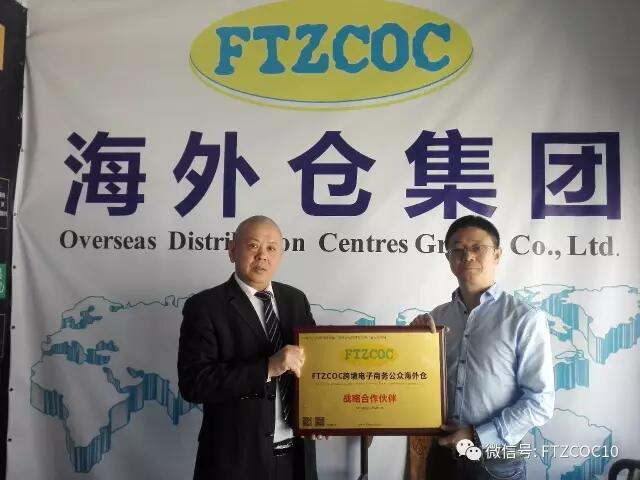 FTZCOC
海外仓集团
Overseas Distri on Centres Gr Co., Ltd.
FTZCOC
FTZCOC跨境电子商务公众海外仓
战略合作伙伴
微信号: FTZCOC10